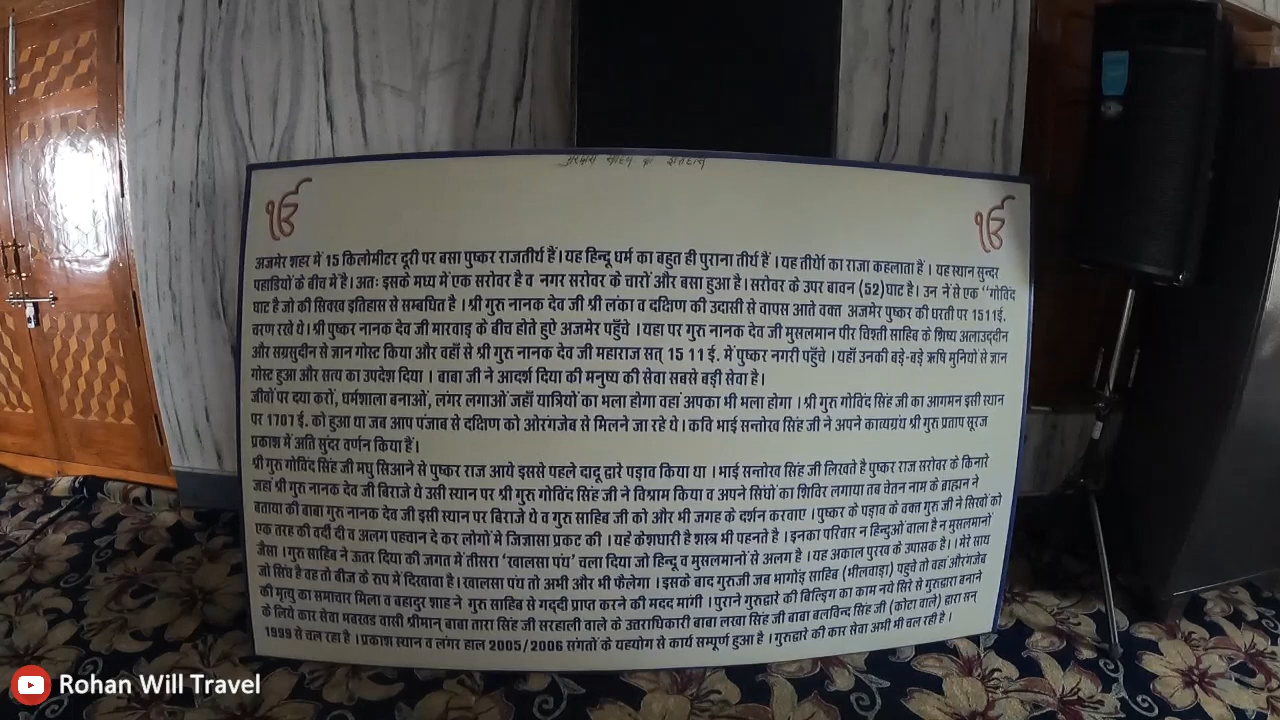 ੴ ੴ
अजमेर शहर में 15 किलोमीटर दूरी पर बसा पुष्कर राजतीर्थ हैं। यह हिन्दू धर्म का बहुत ही पुराना तीर्थ हैं । यह तीर्थो का राजा कहलाता हैं । यह स्थान सुन्दर
पहाडियों के बीच में है। अतः इसके मध्य में एक सरोवर है व नगर सरोवर के चारों और बसा हुआ है। सरोवर के उपर बावन (52) घाट है। उन ने से एक "गोविंद
घाट है जो की सिक्ख इतिहास से सम्बधित है । श्री गुरु नानक देव जी श्री लंका व दक्षिण की उदासी से वापस आते वक्त अजमेर पुष्कर की धरती पर 1511ई.
चरण रखे थे। श्री पुष्कर नानक देव जी मारवाड़ के बीच होते हुऐ अजमेर पहुँचे । यहा पर गुरु नानक देव जी मुसलमान पीर चिश्ती साहिब के शिष्य अलाउद्दीन
और सग्रसुदीन से ज्ञान गोस्ट किया और वहाँ से श्री गुरु नानक देव जी महाराज सत् 15 11 ई. में पुष्कर नगरी पहुँचे । यहाँ उनकी बड़े-बड़े ऋषि मुनियो से ज्ञान
गोस्ट हुआ और सत्य का उपदेश दिया । बाबा जी ने आदर्श दिया की मनुष्य की सेवा सबसे बड़ी सेवा है।
जीवों पर दया करों, धर्मशाला बनाओं, लंगर लगाओं जहाँ यात्रियों का भला होगा वहां अपका भी भला होगा । श्री गुरु गोविंद सिंह जी का आगमन इसी स्थान
पर 1707 ई. को हुआ था जब आप पंजाब से दक्षिण को ओरंगजेब से मिलने जा रहे थे। कवि भाई सन्तोख सिंह जी ने अपने काव्यग्रंथ श्री गुरु प्रताप सूरज
प्रकाश में अति सुंदर वर्णन किया हैं।
श्री गुरु गोविंद सिंह जी मधु सिआने से पुष्कर राज आये इससे पहले दादू द्वारे पड़ाव किया था । भाई सन्तोख सिंह जी लिखते है पुष्कर राज सरोवर के किनारे
जहां श्री गुरु नानक देव जी बिराजे थे उसी स्थान पर श्री गुरु गोविंद सिंह जी ने विश्राम किया व अपने सिंघों का शिविर लगाया तब चेतन नाम के ब्राह्मन ने
बताया की बाबा गुरु नानक देव जी इसी स्थान पर बिराजे थे व गुरु साहिब जी को और भी जगह के दर्शन करवाए । पुष्कर के पड़ाव के वक्त गुरु जी ने सिखों को
एक तरह की वर्दी दी व अलग पहचान दे कर लोगों मे जिज्ञासा प्रकट की । यहे केशधारी है शस्त्र भी पहनते है । इनका परिवार न हिन्दुओं वाला है न मुसलमानों
जैसा । गुरु साहिब ने ऊतर दिया की जगत में तीसरा 'खालसा पंथ' चला दिया जो हिन्दू व मुसलमानों से अलग है । यह अकाल पुरख के उपासक है। । मेरे साथ
जो सिंघ है वह तो बीज के रुप में दिखावा है। खालसा पंथ तो अभी और भी फैलेगा । इसके बाद गुरुजी जब भागोंड़ साहिब (भीलवाड़ा) पहुचे तो वहां औरंगजेब
की मृत्यु का समाचार मिला व बहादुर शाह ने गुरु साहिब से गद्दी प्राप्त करने की मदद मांगी । पुराने गुरुद्वारे की बिल्डिंग का काम नये सिरे से गुरुद्वारा बनाने
के लिये कार सेवा मबरवड वासी श्रीमान् बाबा तारा सिंह जी सरहाली वाले के उत्तराधिकारी बाबा लखा सिंह जी बाबा बलविन्द सिंह जी (कोटा वाले) द्वारा सन्
1999 से चल रहा है । प्रकाश स्थान व लंगर हाल 2005/2006 संगतों के यहयोग से कार्य सम्पूर्ण हुआ है । गुरुद्वारे की कार सेवा अभी भी चल रही है ।
Rohan Will Travel